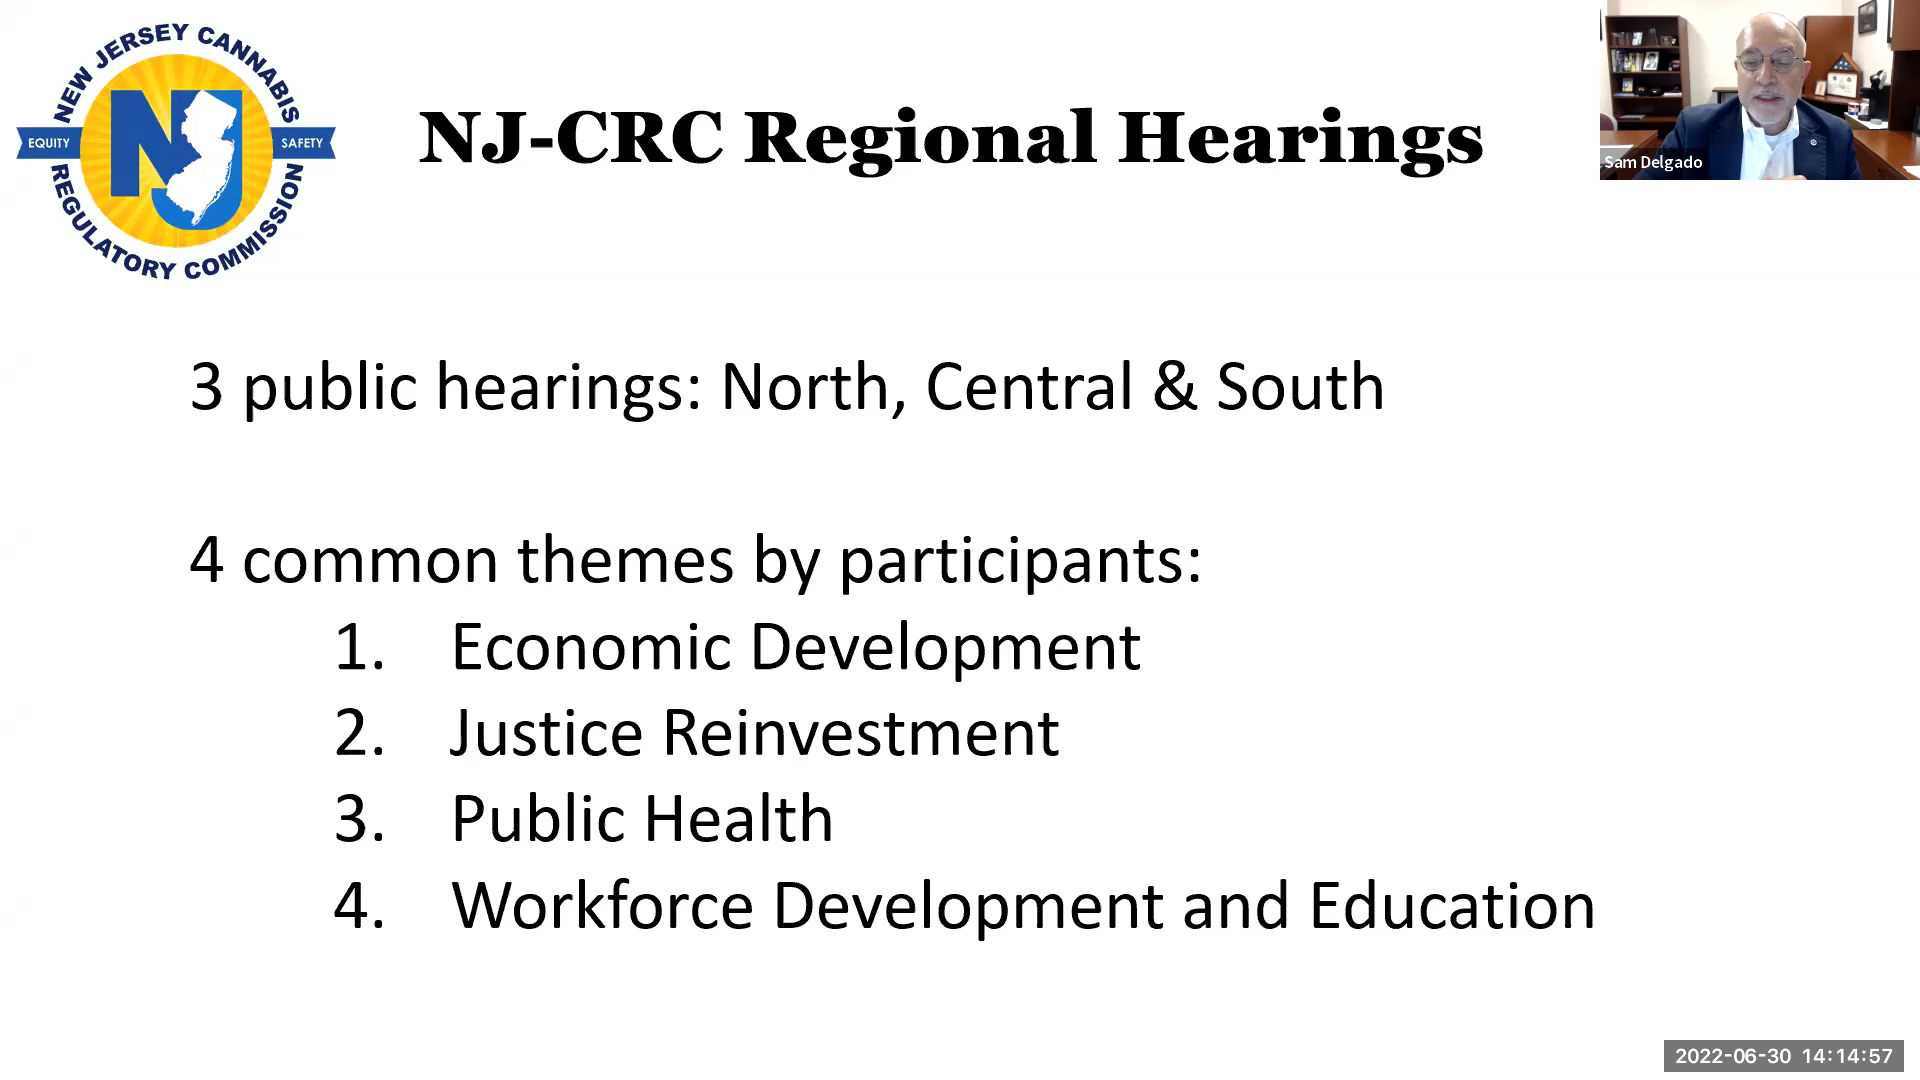 NEW JERSEY CANNABIS
EQUITY
NJ
SAFETY
REGULATORY COMMISSION
NJ-CRC Regional Hearings
Sam Delgado
3 public hearings: North, Central & South
4 common themes by participants:
1. Economic Development
2. Justice Reinvestment
3. Public Health
4. Workforce Development and Education
2022-06-30 14:14:57